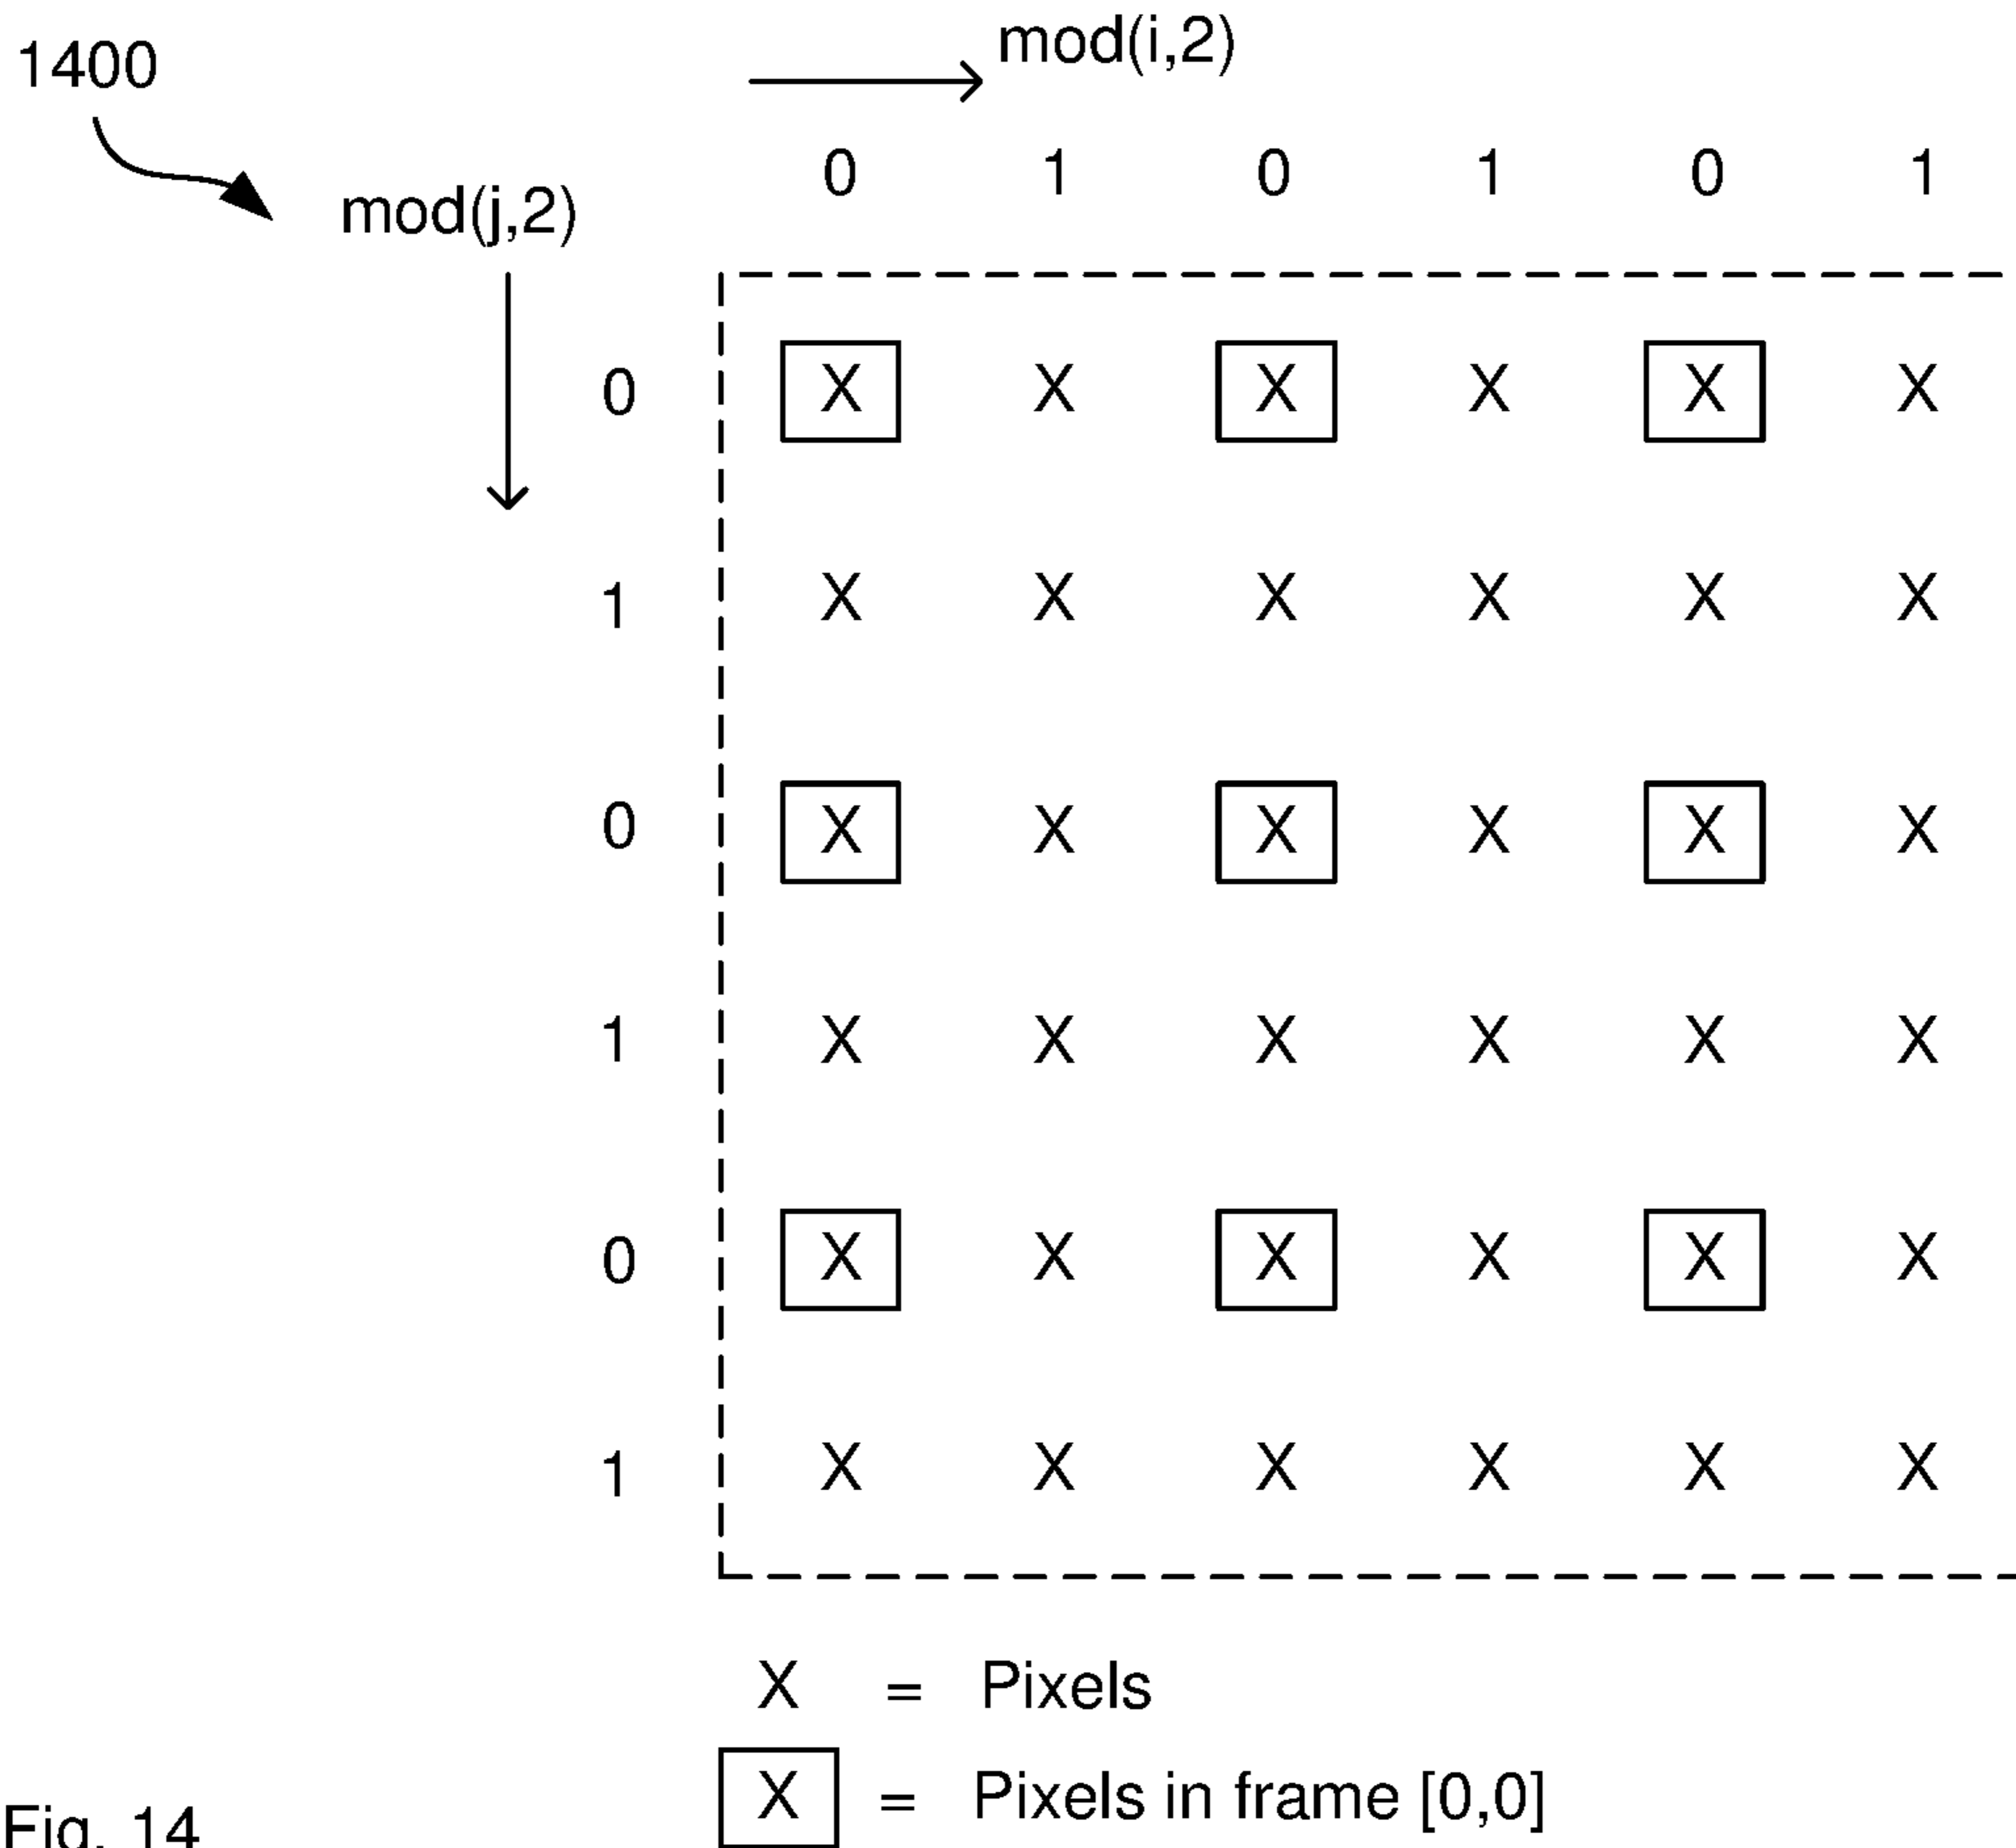 1400
mod(i,2)
0 1 0 1 0 1
mod(j,2)
0 X X X X X X
1 X X X X X X
0 X X X X X X
1 X X X X X X
0 X X X X X X
1 X X X X X X
X = Pixels
X = Pixels in frame [0,0]
Fig. 14